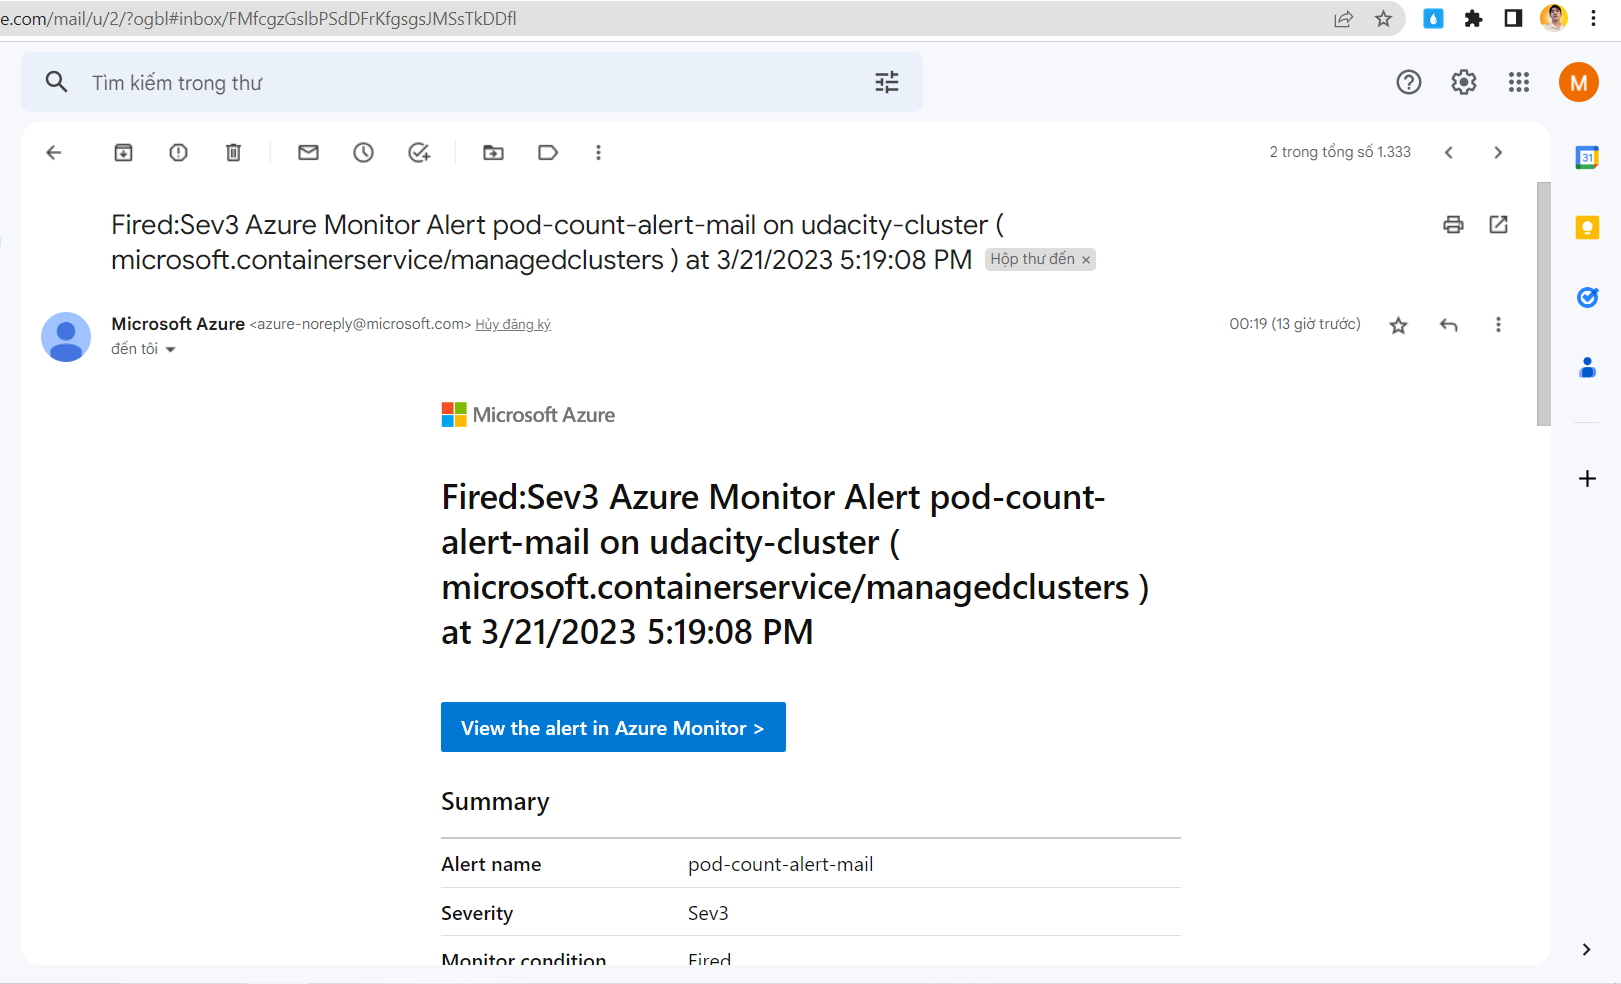 e.com/mail/u/2/?ogbl#inbox/FMfcgzGslbPSdDFrKfgsgsJMSsTkDDfl
Tìm kiếm trong thư
M
2 trong tổng số 1.333
31
Fired:Sev3 Azure Monitor Alert pod-count-alert-mail on udacity-cluster (
microsoft.containerservice/managedclusters ) at 3/21/2023 5:19:08 PM Hộp thư đến ×
Microsoft Azure <azure-noreply@microsoft.com> Hủy đăng ký
00:19 (13 giờ trước)
đến tôi
Microsoft Azure
Fired:Sev3 Azure Monitor Alert pod-count-
alert-mail on udacity-cluster (
microsoft.containerservice/managedclusters )
at 3/21/2023 5:19:08 PM
View the alert in Azure Monitor >
Summary
Alert name pod-count-alert-mail
Severity Sev3
Monitor condition Fired